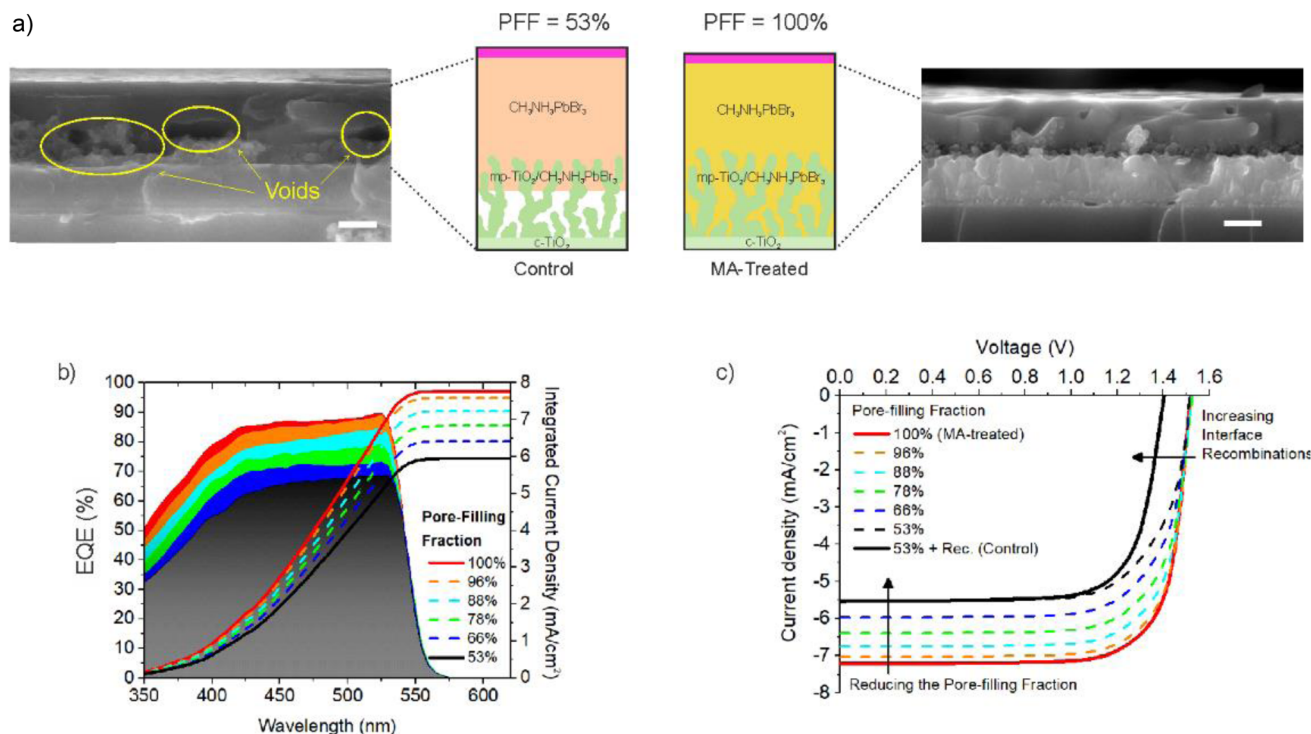 a)
PFF = 53%
PFF = 100%
Voids
CH₃NH₃PbBr₃
mp-TiO₂/CH₃NH₃PbBr₃
c-TiO₂
Control
CH₃NH₃PbBr₃
mp-TiO₂/CH₃NH₃PbBr₃
c-TiO₂
MA-Treated
b)
EQE (%)
100
90
80
70
60
50
40
30
20
10
0
350
400
450
500
550
600
Wavelength (nm)
8
7
6
5
4
3
2
1
0
Integrated Current Density (mA/cm²)
Pore-Filling
Fraction
100%
96%
88%
78%
66%
53%
c)
Voltage (V)
0.0
0.2
0.4
0.6
0.8
1.0
1.2
1.4
1.6
Current density (mA/cm²)
0
-1
-2
-3
-4
-5
-6
-7
-8
Pore-filling Fraction
100% (MA-treated)
96%
88%
78%
66%
53%
53% + Rec. (Control)
Increasing
Interface
Recombinations
Reducing the Pore-filling Fraction